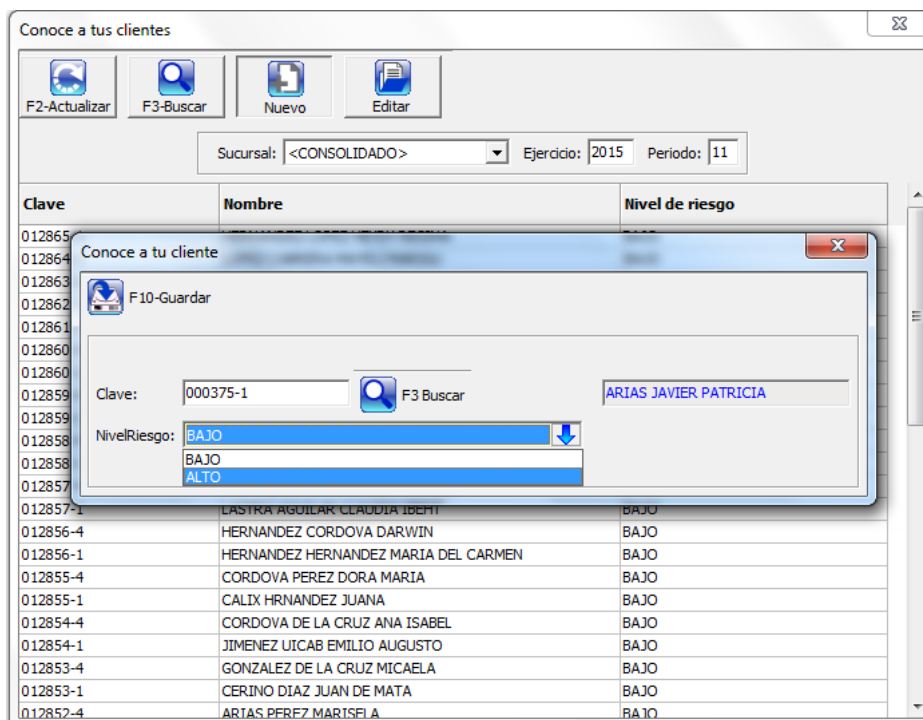 Conoce a tus clientes
F2-Actualizar F3-Buscar Nuevo Editar
Sucursal: <CONSOLIDADO> Ejercicio: 2015 Periodo: 11
Clave Nombre Nivel de riesgo
012865
012864
012863
012862
012861
012860
012860
012859
012859
012858
012858
012857
Conoce a tu cliente
F10-Guardar
Clave: 000375-1 F3 Buscar ARIAS JAVIER PATRICIA
NivelRiesgo: BAJO
BAJO
ALTO
012857-1 LASTRA AGUILAR CLAUDIA IBEHT BAJO
012856-4 HERNANDEZ CORDOVA DARWIN BAJO
012856-1 HERNANDEZ HERNANDEZ MARIA DEL CARMEN BAJO
012855-4 CORDOVA PEREZ DORA MARIA BAJO
012855-1 CALIX HRNANDEZ JUANA BAJO
012854-4 CORDOVA DE LA CRUZ ANA ISABEL BAJO
012854-1 JIMENEZ UICAB EMILIO AUGUSTO BAJO
012853-4 GONZALEZ DE LA CRUZ MICAELA BAJO
012853-1 CERINO DIAZ JUAN DE MATA BAJO
012852-4 ARIAS PEREZ MARISELA BAJO